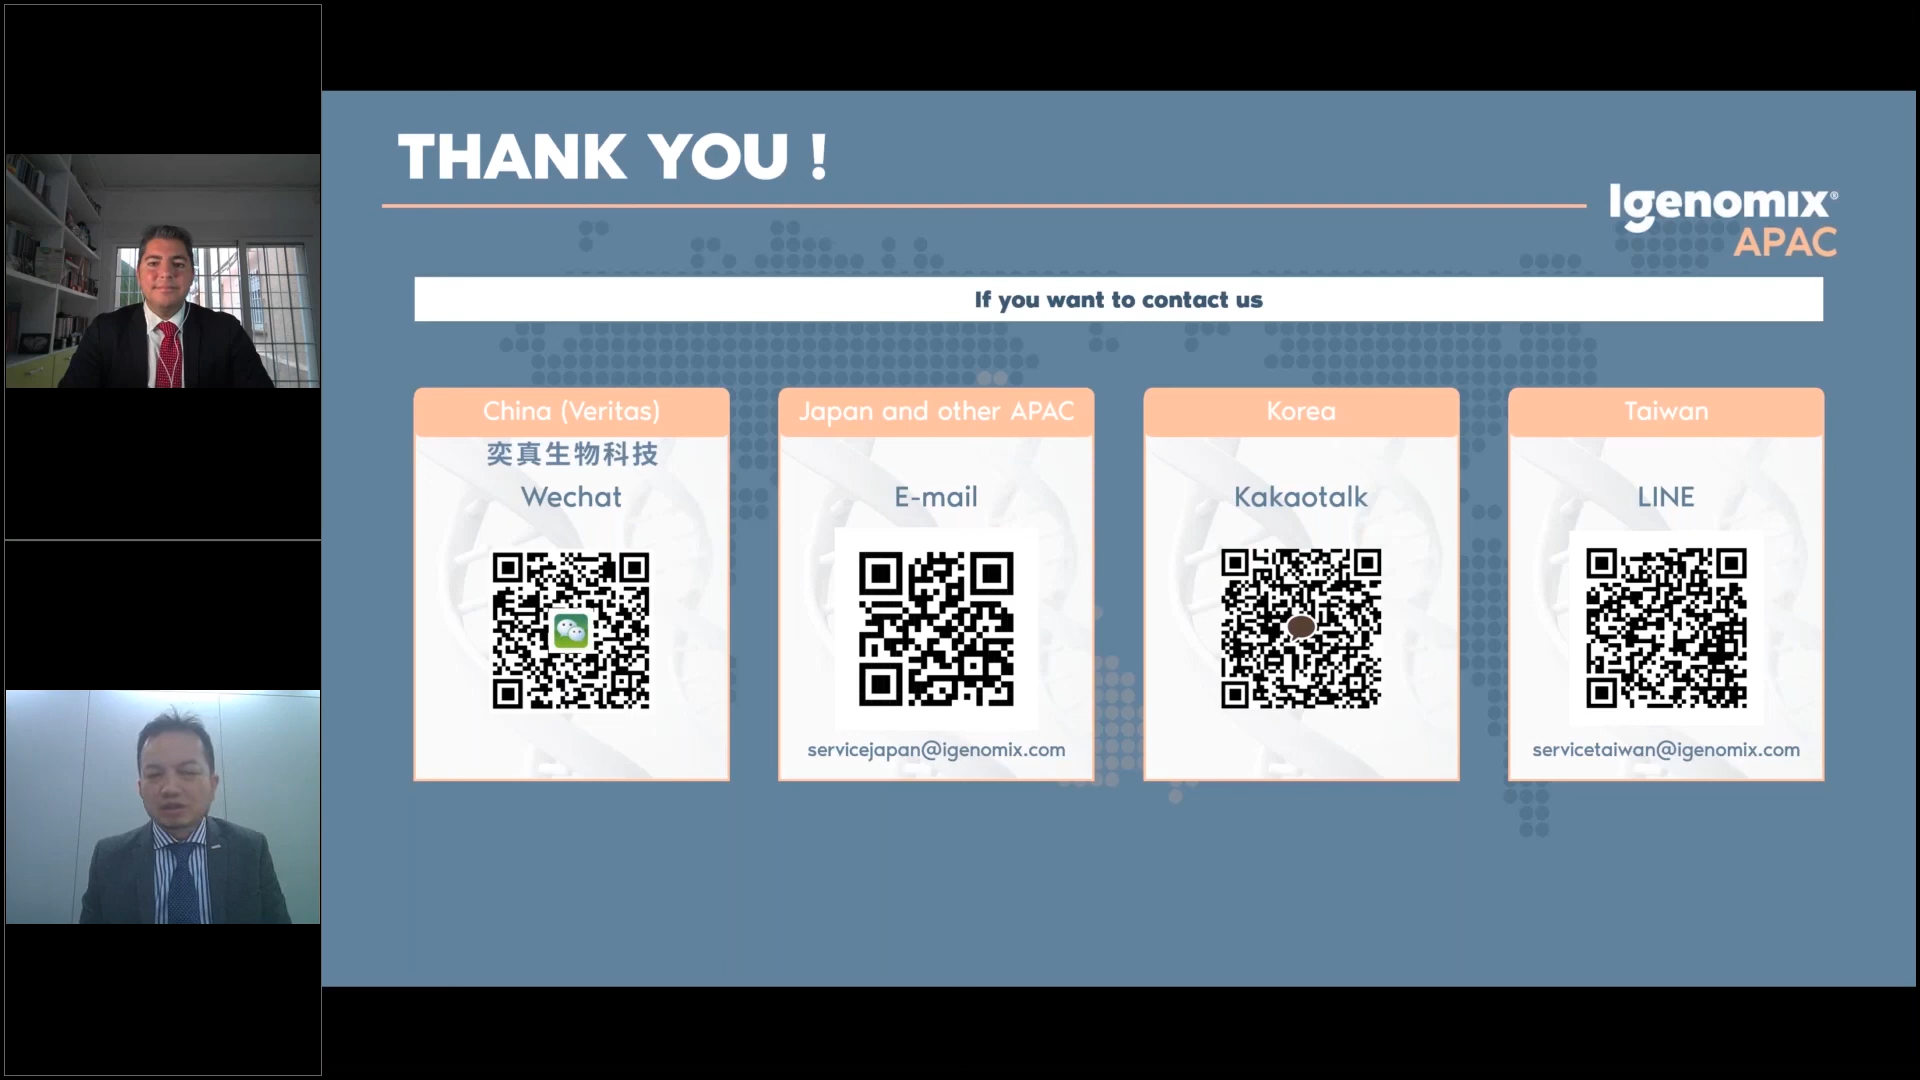 THANK YOU !
Igenomix®
APAC
If you want to contact us
China (Veritas)
奕真生物科技
Wechat
Japan and other APAC
E-mail
servicejapan@igenomix.com
Korea
Kakaotalk
Taiwan
LINE
servicetaiwan@igenomix.com